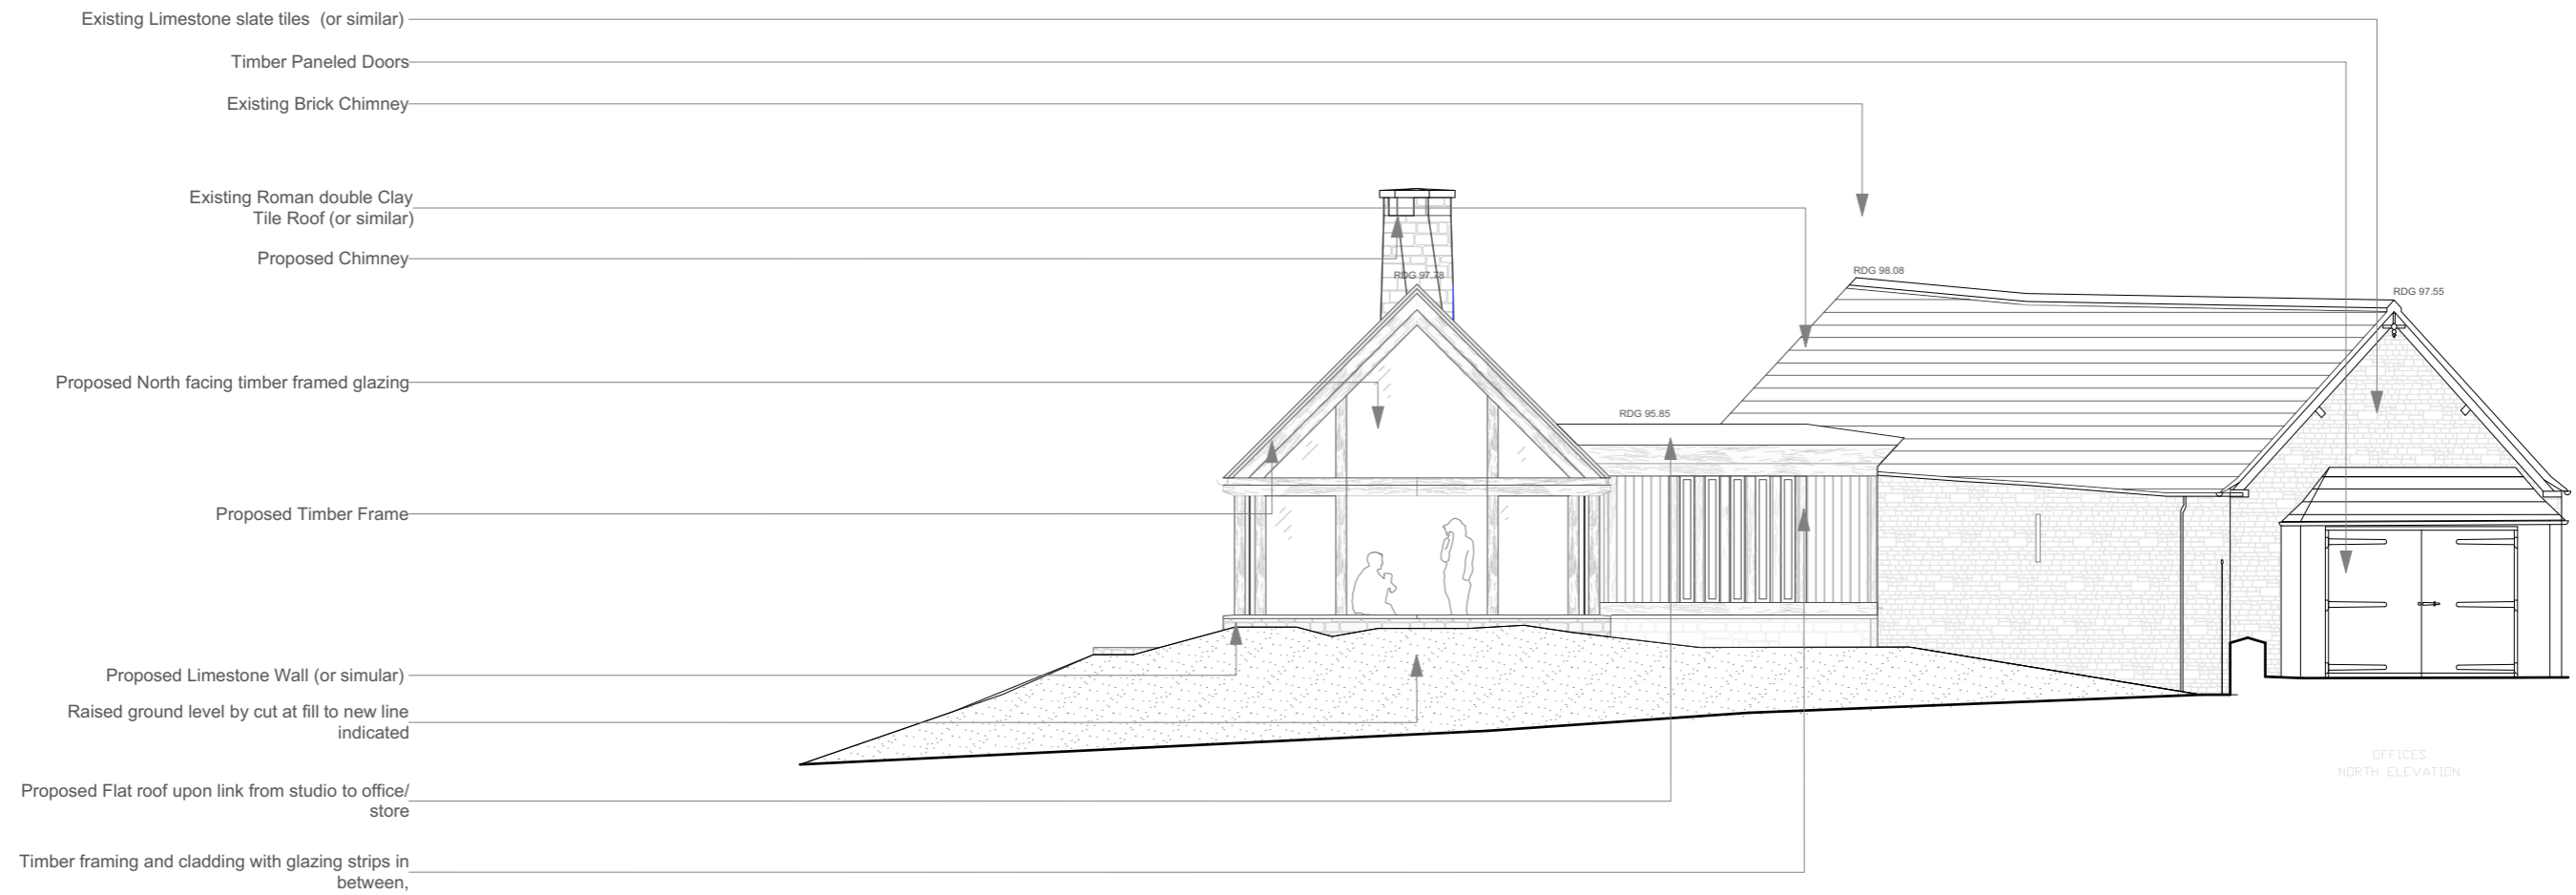 Existing Limestone slate tiles  (or similar)
Timber Paneled Doors
Existing Brick Chimney
Existing Roman double Clay
Tile Roof (or similar)
Proposed Chimney
RDG 97.78
RDG 98.08
RDG 97.55
Proposed North facing timber framed glazing
RDG 95.85
Proposed Timber Frame
Proposed Limestone Wall (or simular)
Raised ground level by cut at fill to new line
indicated
OFFICES
NORTH ELEVATION
Proposed Flat roof upon link from studio to office/
store
Timber framing and cladding with glazing strips in
between,